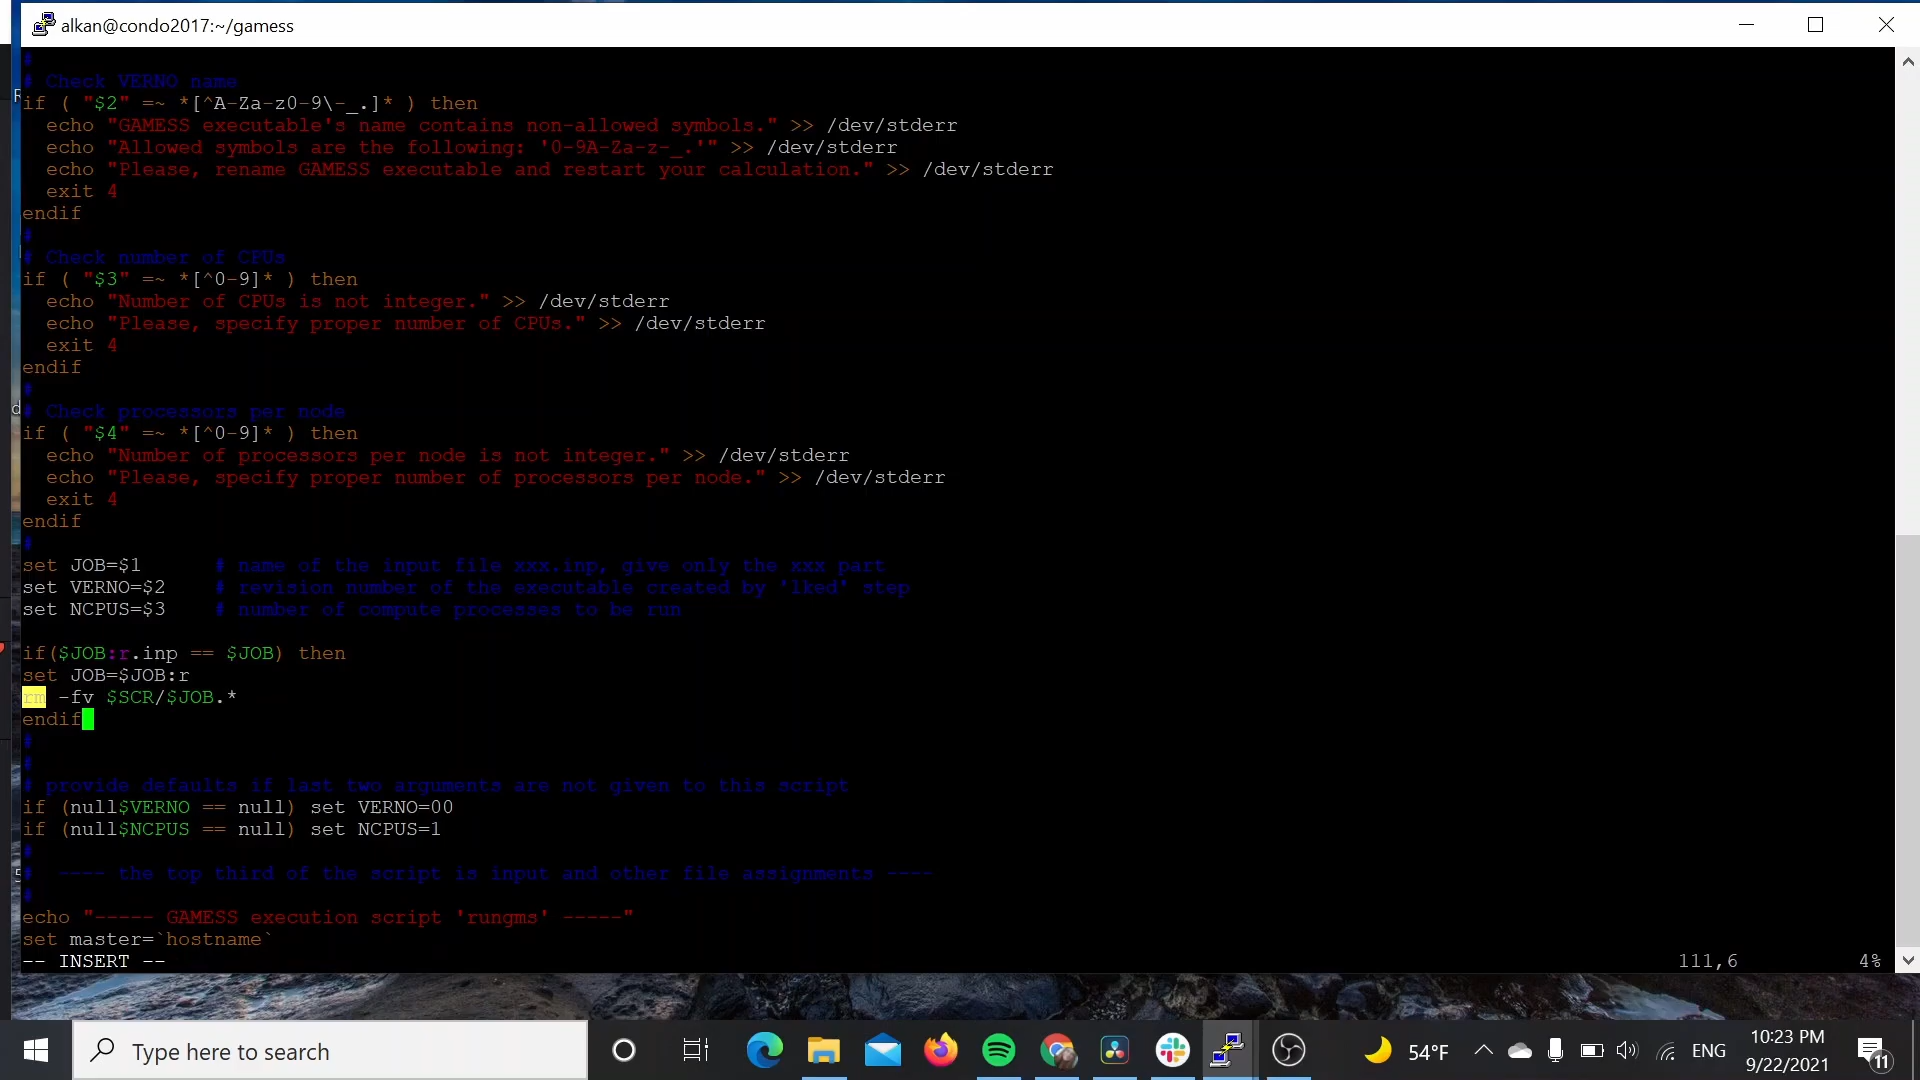 alkan@condo2017:~/gamess
#
# Check VERNO name
if ( "$2" =~ *[^A-Za-z0-9\-_.]* ) then
  echo "GAMESS executable's name contains non-allowed symbols." >> /dev/stderr
  echo "Allowed symbols are the following: '0-9A-Za-z-_.'" >> /dev/stderr
  echo "Please, rename GAMESS executable and restart your calculation." >> /dev/stderr
  exit 4
endif
#
# Check number of CPUs
if ( "$3" =~ *[^0-9]* ) then
  echo "Number of CPUs is not integer." >> /dev/stderr
  echo "Please, specify proper number of CPUs." >> /dev/stderr
  exit 4
endif
#
# Check processors per node
if ( "$4" =~ *[^0-9]* ) then
  echo "Number of processors per node is not integer." >> /dev/stderr
  echo "Please, specify proper number of processors per node." >> /dev/stderr
  exit 4
endif
#
set JOB=$1      # name of the input file xxx.inp, give only the xxx part
set VERNO=$2    # revision number of the executable created by 'lked' step
set NCPUS=$3    # number of compute processes to be run
if($JOB:r.inp == $JOB) then
set JOB=$JOB:r
rm -fv $SCR/$JOB.*
endif
#
#
# provide defaults if last two arguments are not given to this script
if (null$VERNO == null) set VERNO=00
if (null$NCPUS == null) set NCPUS=1
#
#  ---- the top third of the script is input and other file assignments ----
#
echo "----- GAMESS execution script 'rungms' -----"
set master=`hostname`
-- INSERT -- 111,6 4%
Type here to search
54°F
ENG
10:23 PM
9/22/2021
11